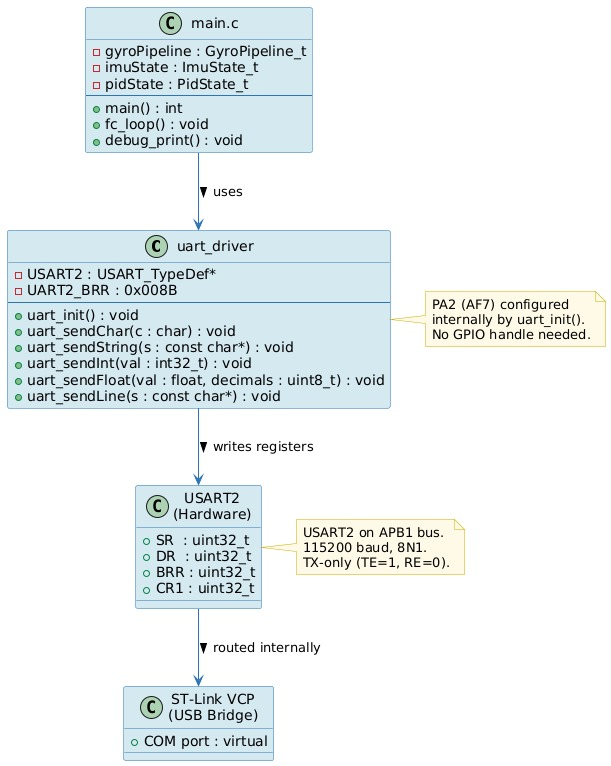 C main.c
gyroPipeline : GyroPipeline_t
imuState : ImuState_t
pidState : PidState_t
main() : int
fc_loop() : void
debug_print() : void
uses
C uart_driver
USART2 : USART_TypeDef*
UART2_BRR : 0x008B
uart_init() : void
uart_sendChar(c : char) : void
uart_sendString(s : const char*) : void
uart_sendInt(val : int32_t) : void
uart_sendFloat(val : float, decimals : uint8_t) : void
uart_sendLine(s : const char*) : void
PA2 (AF7) configured
internally by uart_init().
No GPIO handle needed.
writes registers
C USART2
(Hardware)
SR : uint32_t
DR : uint32_t
BRR : uint32_t
CR1 : uint32_t
USART2 on APB1 bus.
115200 baud, 8N1.
TX-only (TE=1, RE=0).
routed internally
C ST-Link VCP
(USB Bridge)
COM port : virtual